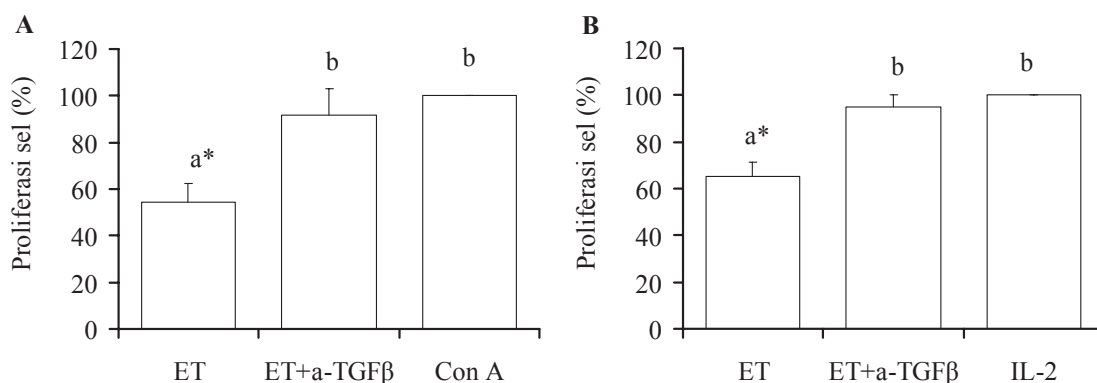 A
Proliferasi sel (%)
120
100
80
60
40
20
0
a*
b
b
ET
ET+a-TGFβ
Con A
B
Proliferasi sel (%)
120
100
80
60
40
20
0
a*
b
b
ET
ET+a-TGFβ
IL-2